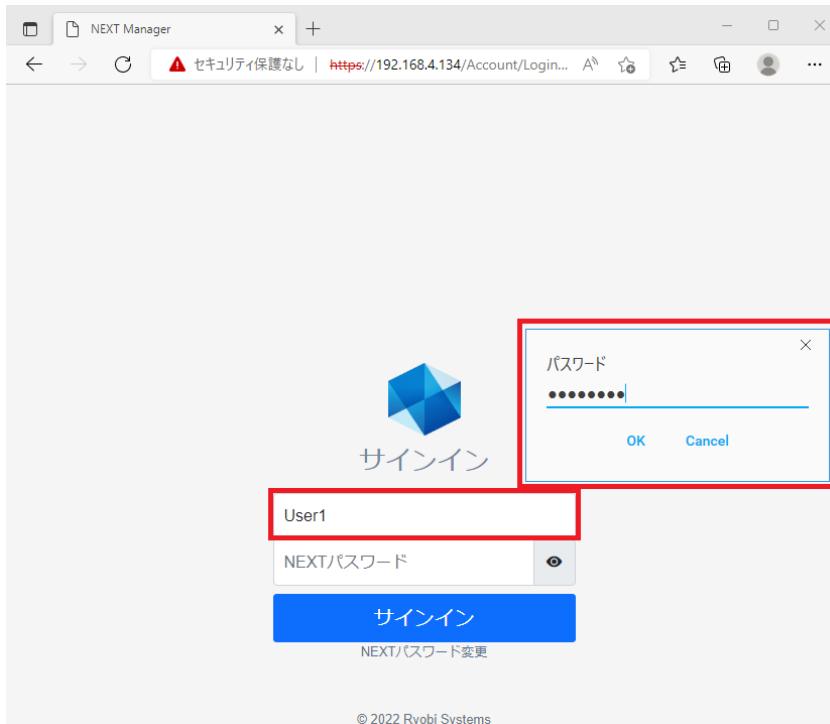 NEXT Manager
セキュリティ保護なし | https://192.168.4.134/Account/Login...
パスワード
●●●●●●●●
OK Cancel
サインイン
User1
NEXTパスワード
サインイン
NEXTパスワード変更
© 2022 Ryobi Systems